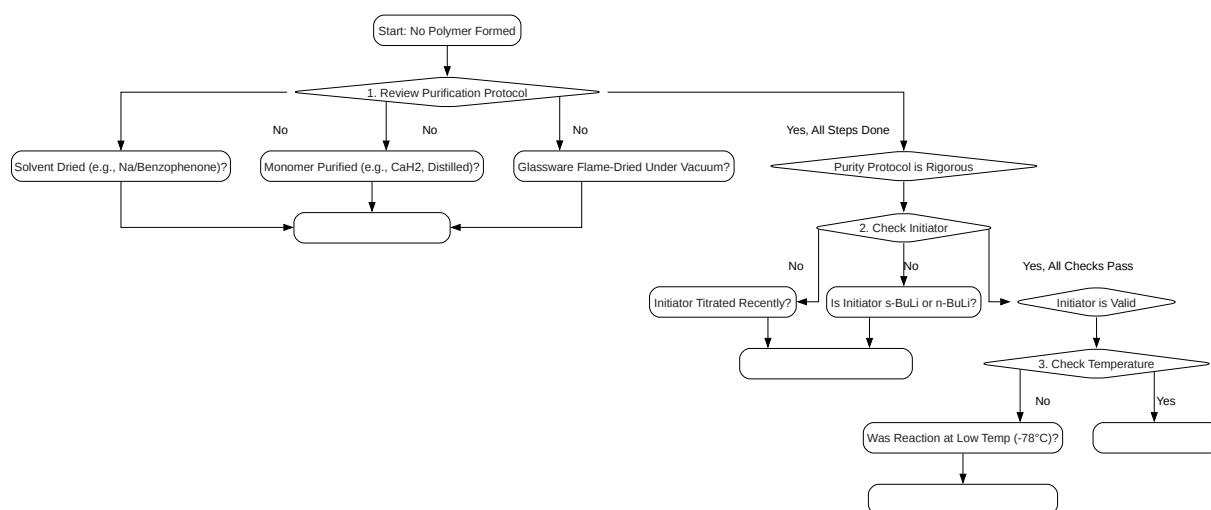 Start: No Polymer Formed
1. Review Purification Protocol
No
No
No
Yes, All Steps Done
Solvent Dried (e.g., Na/Benzophenone)?
Monomer Purified (e.g., CaH2, Distilled)?
Glassware Flame-Dried Under Vacuum?
Purity Protocol is Rigorous
2. Check Initiator
No
No
Yes, All Checks Pass
Initiator Titrated Recently?
Is Initiator s-BuLi or n-BuLi?
Initiator is Valid
3. Check Temperature
No
Yes
Was Reaction at Low Temp (-78°C)?